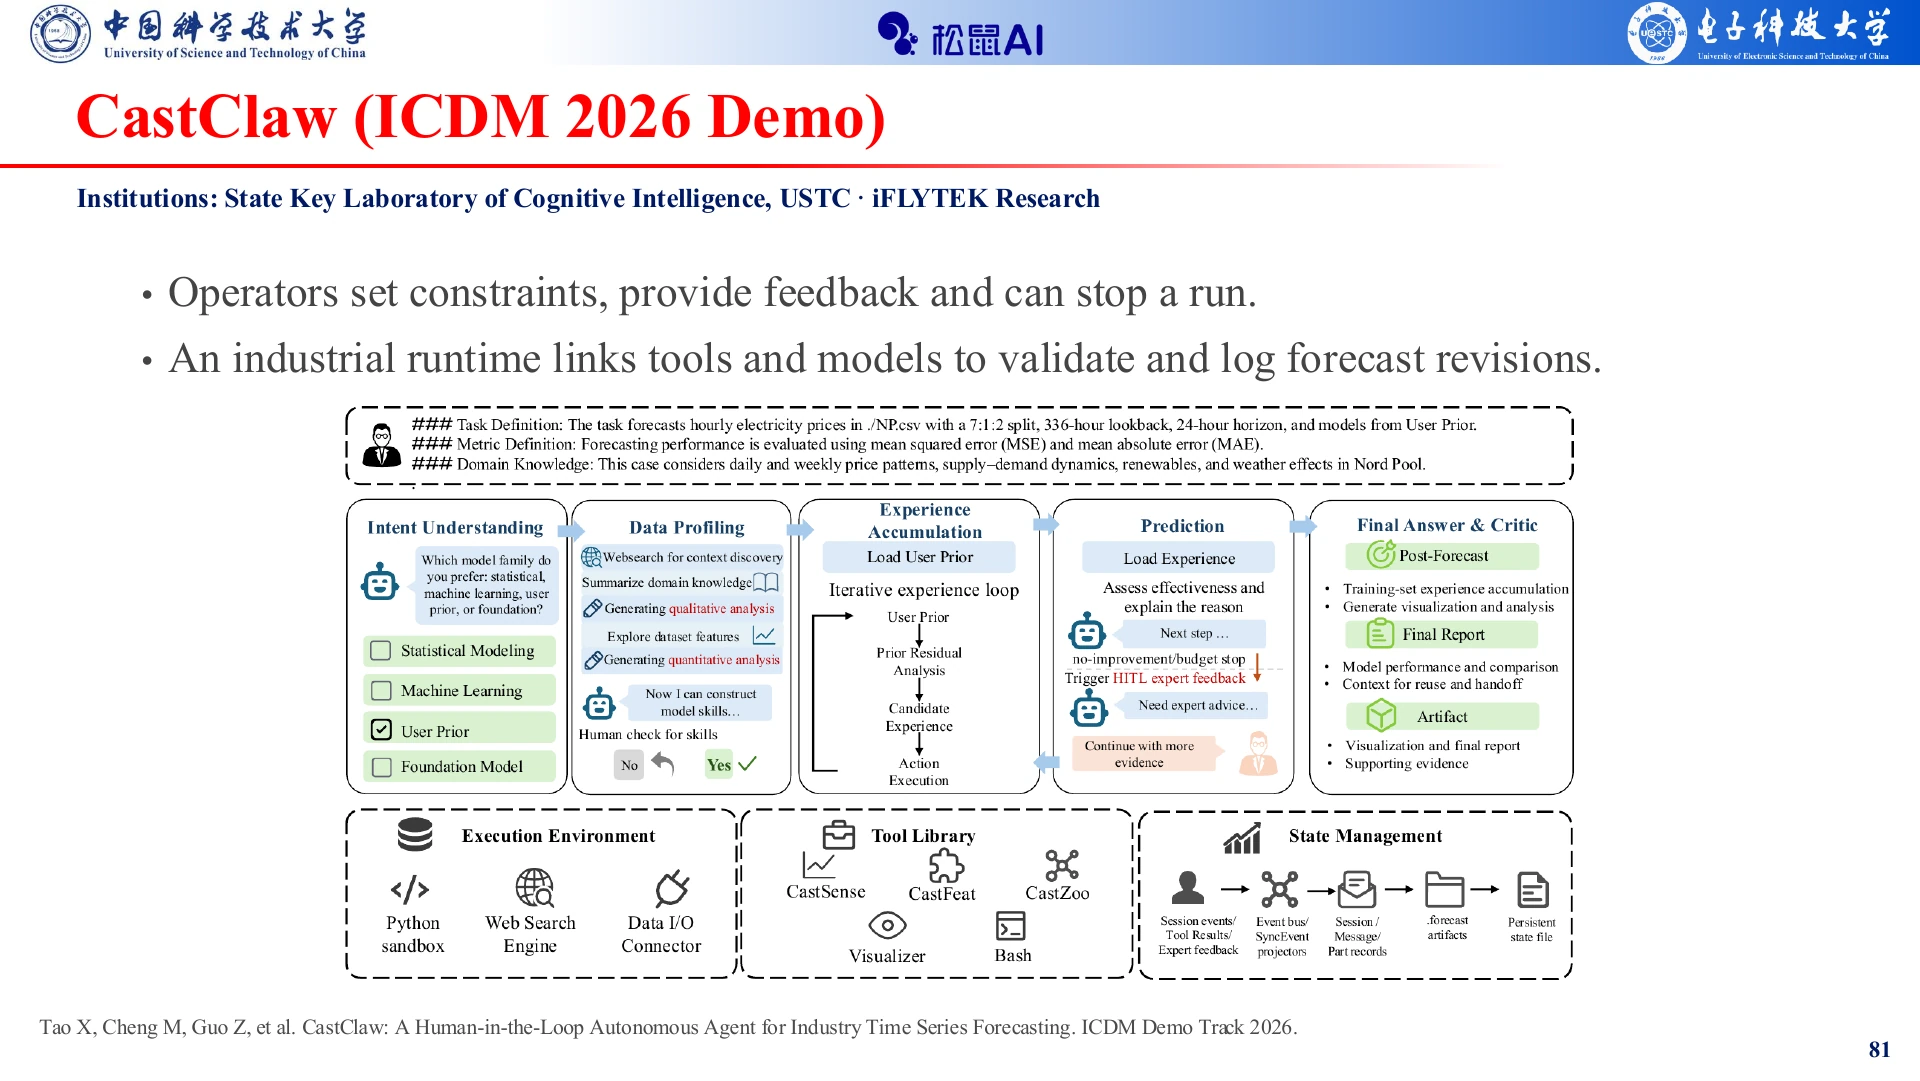 中国科学技术大学
University of Science and Technology of China
松鼠AI
电子科技大学
University of Electronic Science and Technology of China
CastClaw (ICDM 2026 Demo)
Institutions: State Key Laboratory of Cognitive Intelligence, USTC · iFLYTEK Research
• Operators set constraints, provide feedback and can stop a run.
• An industrial runtime links tools and models to validate and log forecast revisions.
### Task Definition: The task forecasts hourly electricity prices in ./NP.csv with a 7:1:2 split, 336-hour lookback, 24-hour horizon, and models from User Prior.
### Metric Definition: Forecasting performance is evaluated using mean squared error (MSE) and mean absolute error (MAE).
### Domain Knowledge: This case considers daily and weekly price patterns, supply–demand dynamics, renewables, and weather effects in Nord Pool.
Intent Understanding
Which model family do
you prefer: statistical,
machine learning, user
prior, or foundation?
Statistical Modeling
Machine Learning
User Prior
Foundation Model
Data Profiling
Websearch for context discovery
Summarize domain knowledge
Generating qualitative analysis
Explore dataset features
Generating quantitative analysis
Now I can construct
model skills…
Human check for skills
No
Yes
Experience
Accumulation
Load User Prior
Iterative experience loop
User Prior
Prior Residual
Analysis
Candidate
Experience
Action
Execution
Prediction
Load Experience
Assess effectiveness and
explain the reason
Next step …
no-improvement/budget stop
Trigger HITL expert feedback
Need expert advice…
Continue with more
evidence
Final Answer & Critic
Post-Forecast
• Training-set experience accumulation
• Generate visualization and analysis
Final Report
• Model performance and comparison
• Context for reuse and handoff
Artifact
• Visualization and final report
• Supporting evidence
Execution Environment
Python
sandbox
Web Search
Engine
Data I/O
Connector
Tool Library
CastSense
CastFeat
CastZoo
Visualizer
Bash
State Management
Session events/
Tool Results/
Expert feedback
Event bus/
SyncEvent
projectors
Session /
Message/
Part records
.forecast
artifacts
Persistent
state file
Tao X, Cheng M, Guo Z, et al. CastClaw: A Human-in-the-Loop Autonomous Agent for Industry Time Series Forecasting. ICDM Demo Track 2026.
81